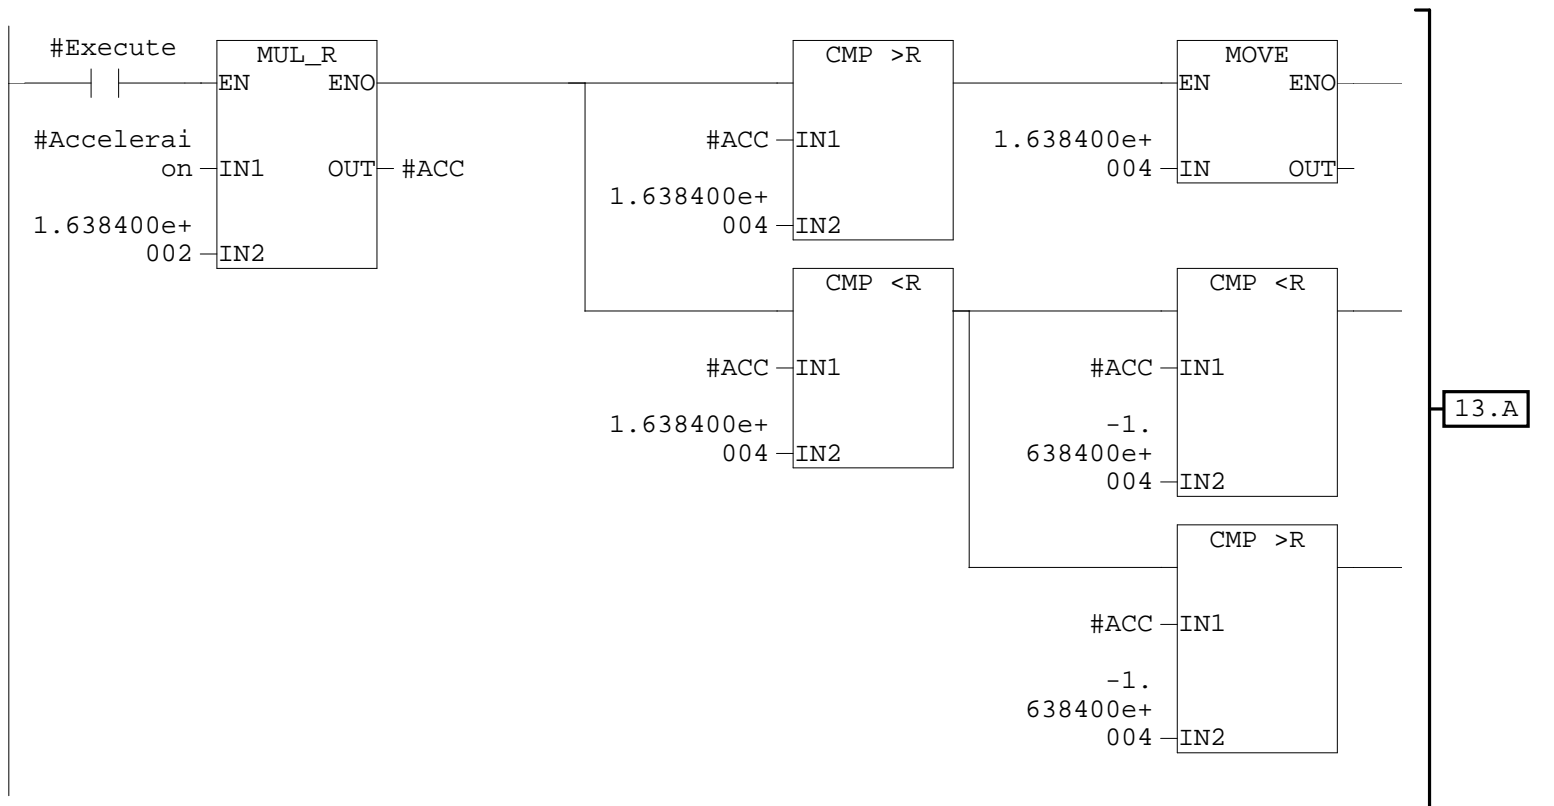 #Execute
MUL_R
CMP >R
MOVE
EN ENO
EN ENO
#Accelerai
on
IN1 OUT
#ACC
#ACC
IN1
1.638400e+
004
IN OUT
1.638400e+
002
IN2
1.638400e+
004
IN2
CMP <R
CMP <R
#ACC
IN1
#ACC
IN1
1.638400e+
004
IN2
-1.
638400e+
004
IN2
13.A
CMP >R
#ACC
IN1
-1.
638400e+
004
IN2